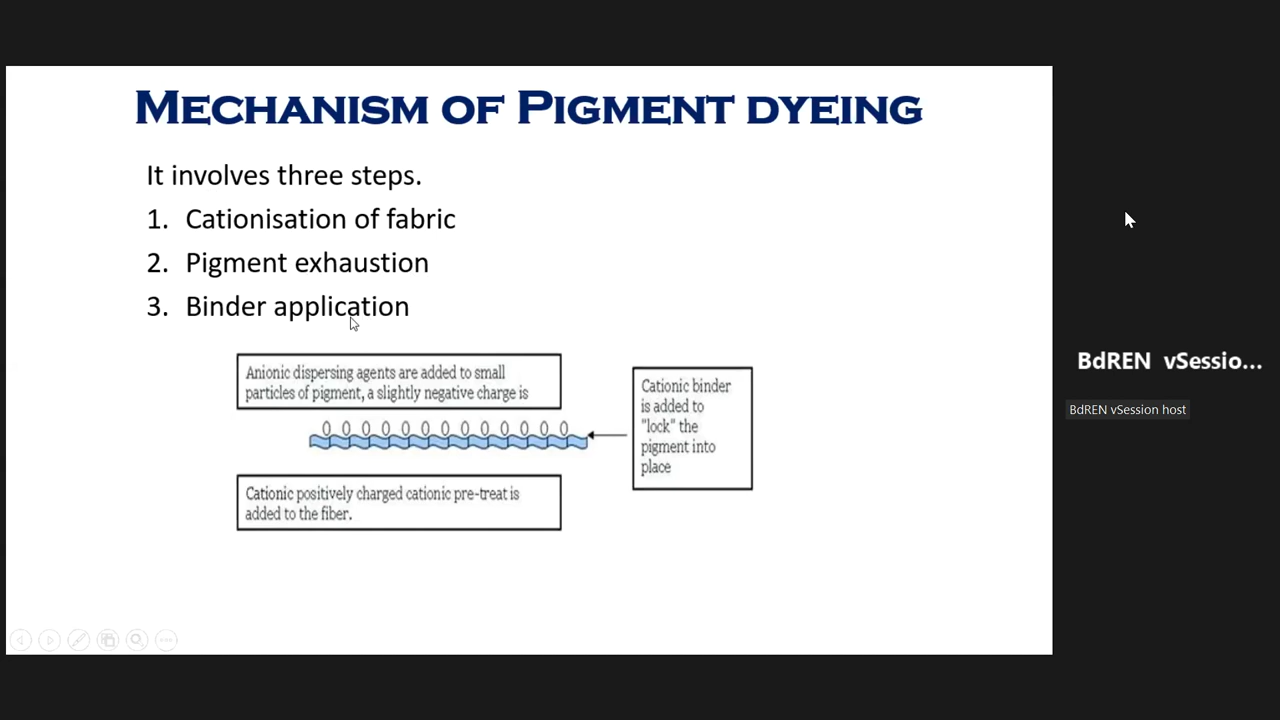 MECHANISM OF PIGMENT DYEING
It involves three steps.
1. Cationisation of fabric
2. Pigment exhaustion
3. Binder application
Anionic dispersing agents are added to small
particles of pigment, a slightly negative charge is
Cationic binder
is added to
"lock" the
pigment into
place
Cationic positively charged cationic pre-treat is
added to the fiber.
BdREN vSessio...
BdREN vSession host